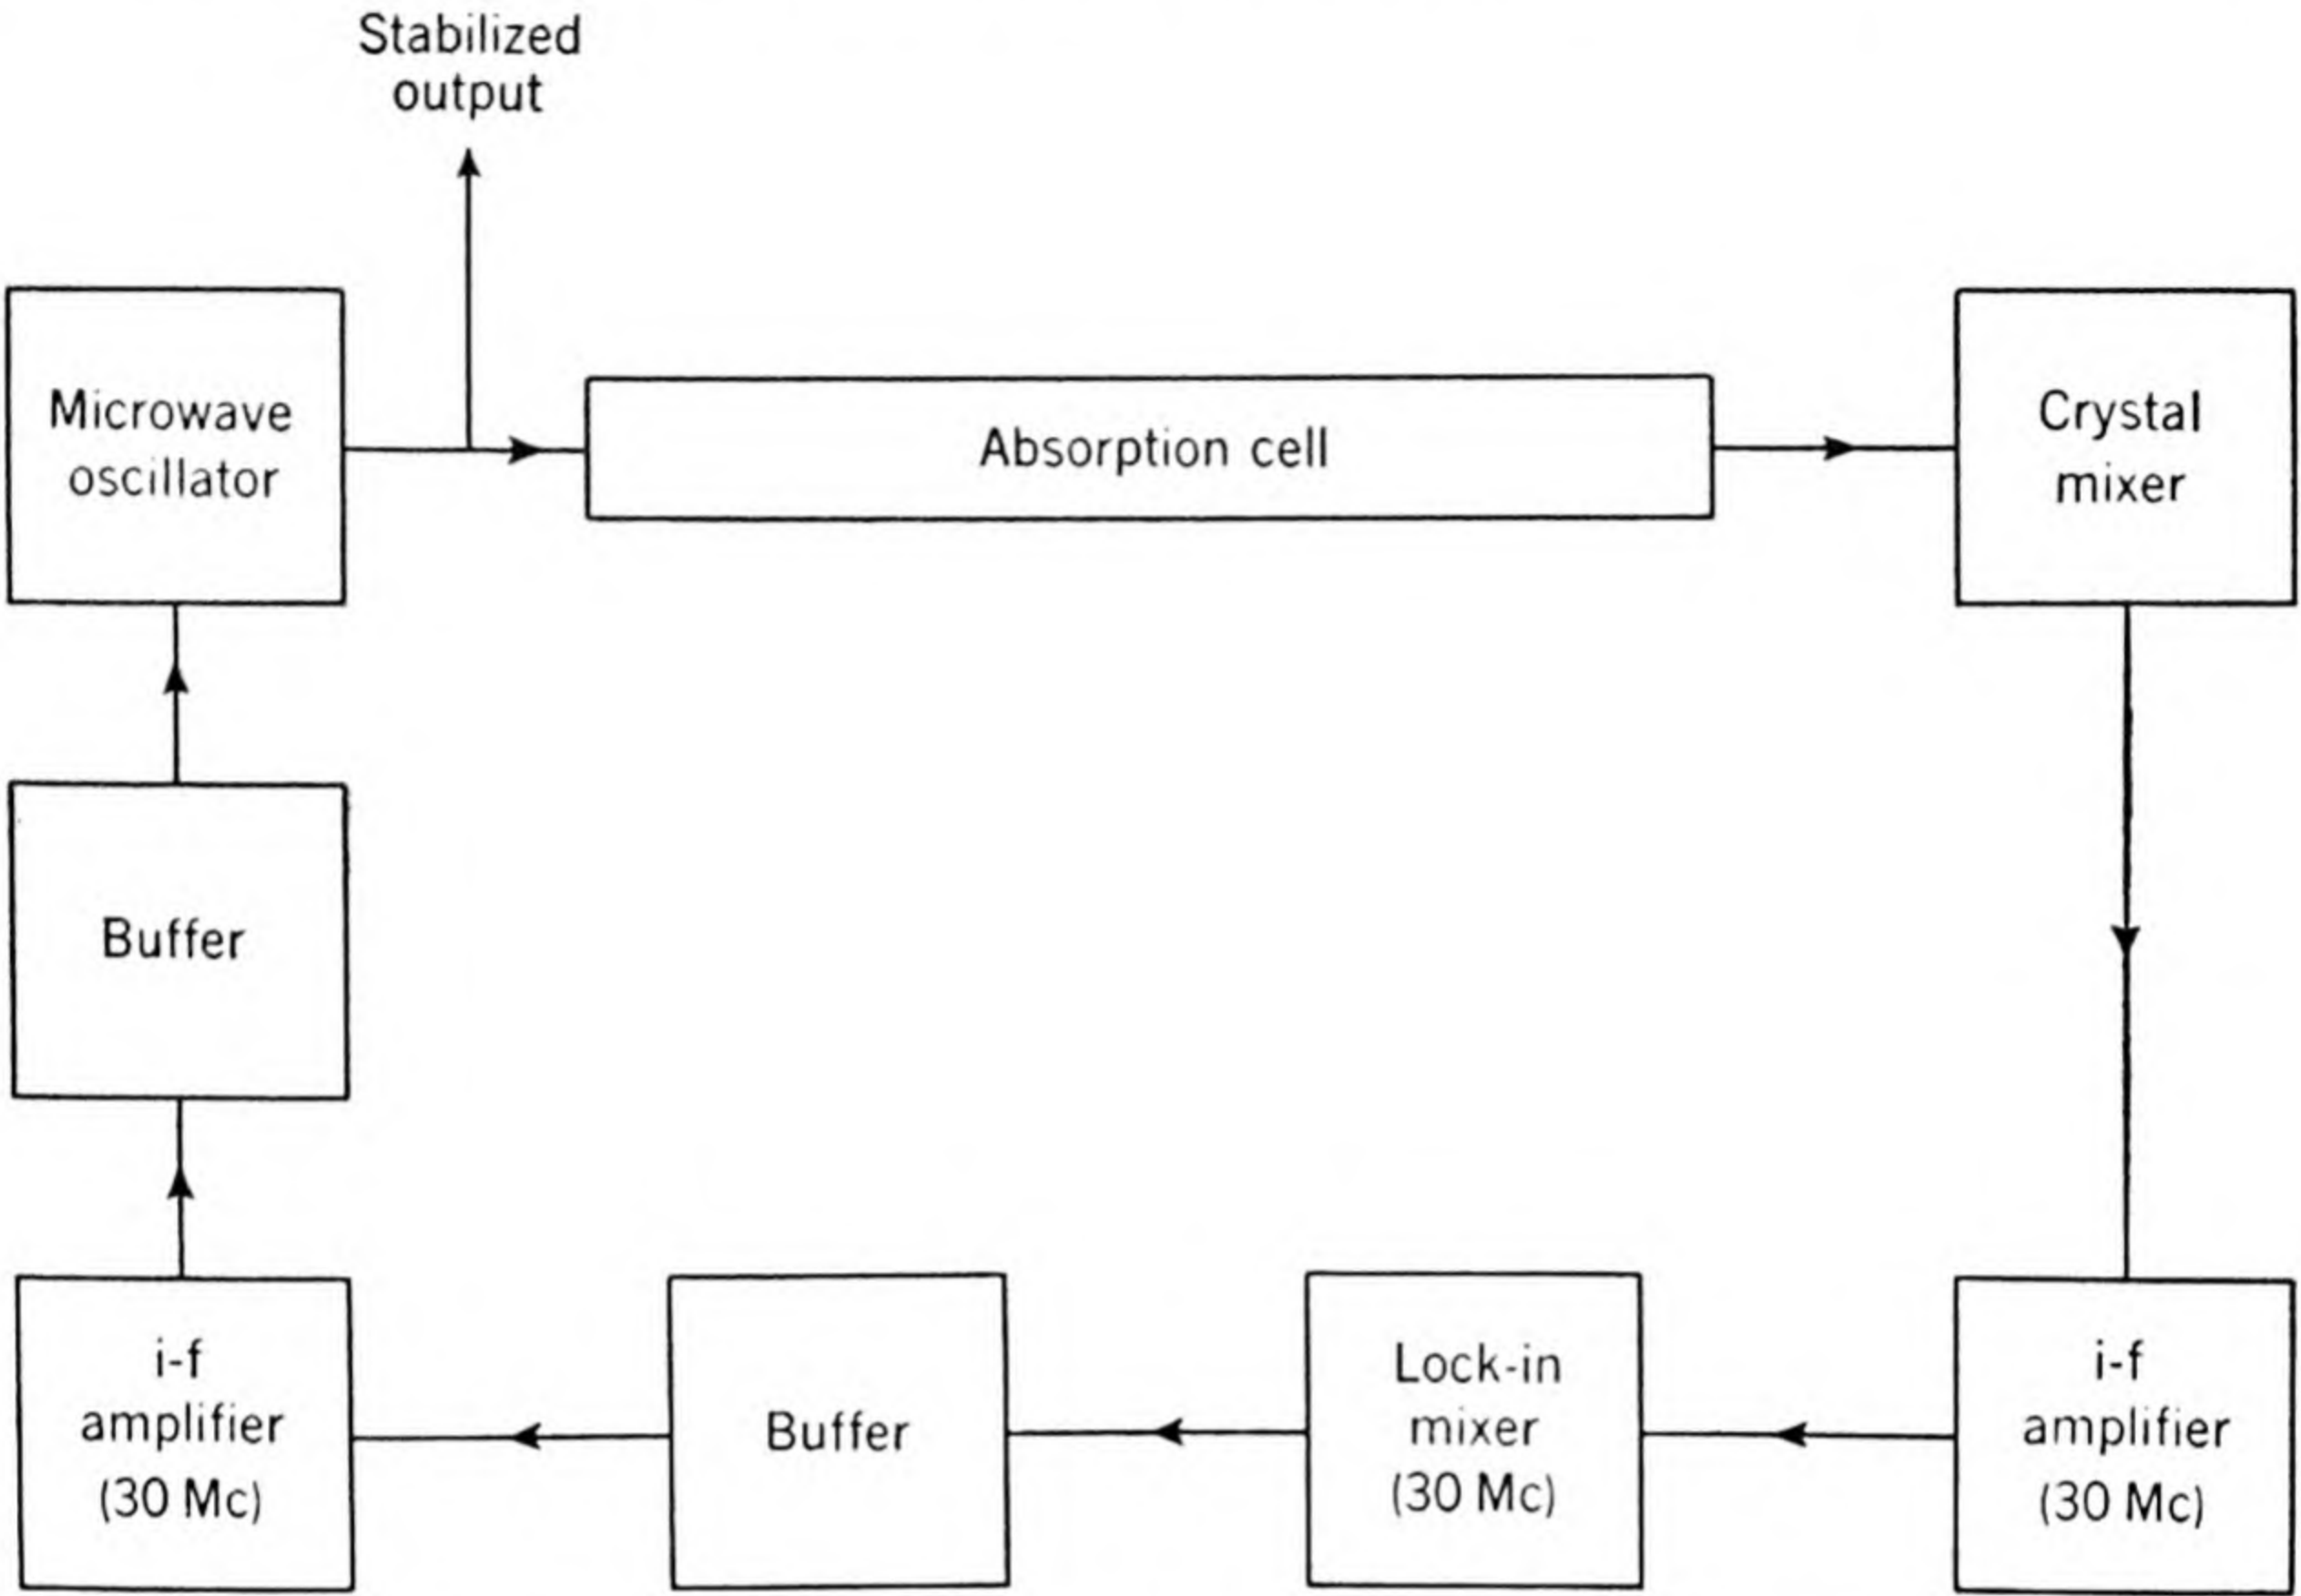 Stabilized
output
Microwave
oscillator
Absorption cell
Crystal
mixer
Buffer
i-f
amplifier
(30 Mc)
Buffer
Lock-in
mixer
(30 Mc)
i-f
amplifier
(30 Mc)